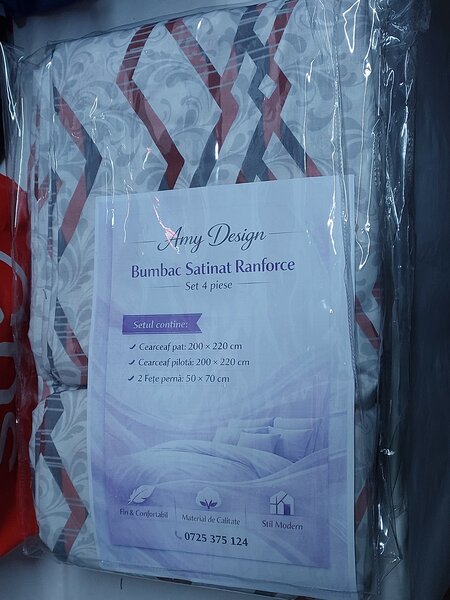 Amy Design
Bumbac Satinat Ranforce
Set 4 piese
Setul contine:
✓ Cearceaf pat: 200 × 220 cm
✓ Cearceaf pilotă: 200 × 220 cm
✓ 2 Fețe pernă: 50 × 70 cm
Fin & Confortabil
Material de Calitate
Stil Modern
0725 375 124